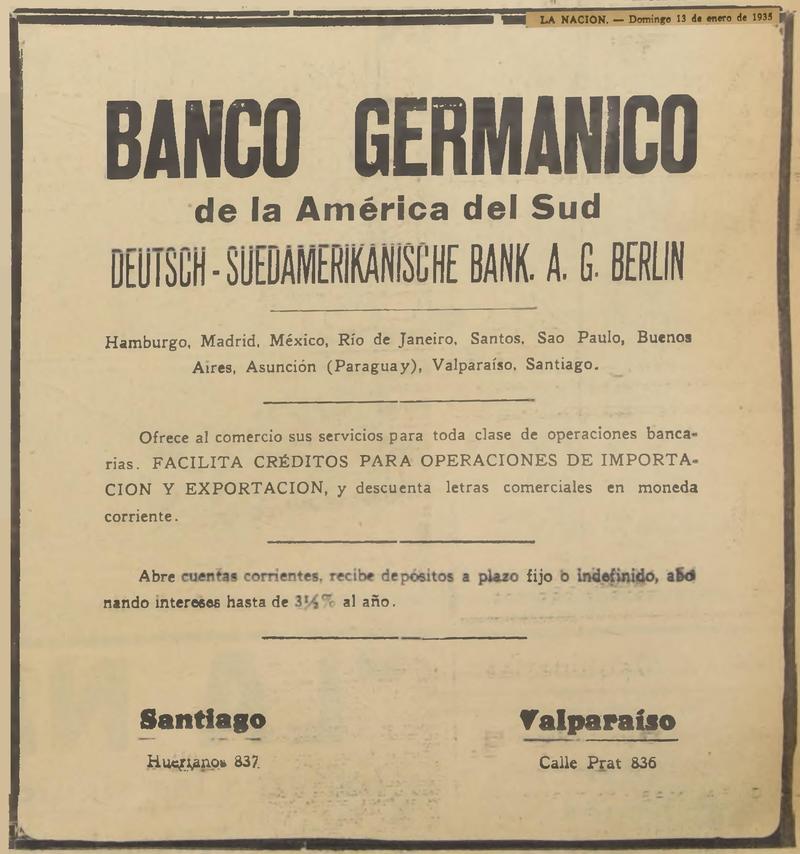 LA NACION. — Domingo 13 de enero de 1935
BANCO GERMANICO
de la América del Sud
DEUTSCH - SUEDAMERIKANISCHE BANK. A. G. BERLIN
Hamburgo, Madrid, México, Río de Janeiro, Santos, Sao Paulo, Buenos
Aires, Asunción (Paraguay), Valparaíso, Santiago.
Ofrece al comercio sus servicios para toda clase de operaciones banca-
rias. FACILITA CRÉDITOS PARA OPERACIONES DE IMPORTA-
CION Y EXPORTACION, y descuenta letras comerciales en moneda
corriente.
Abre cuentas corrientes, recibe depósitos a plazo fijo o indefinido, abo
nando intereses hasta de al año.
Santiago
Valparaíso
837
Calle Prat 836